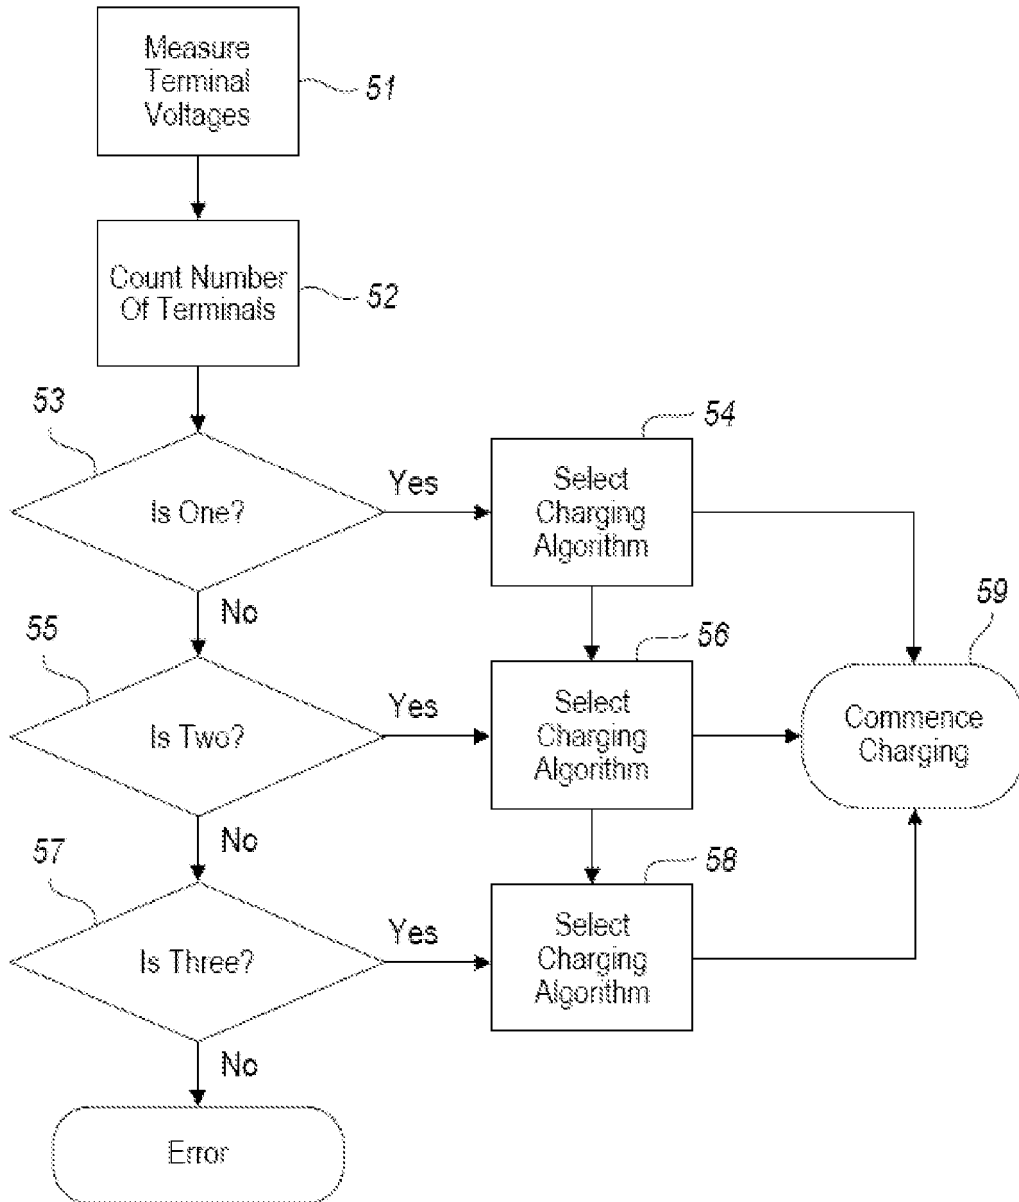 Measure
Terminal
Voltages
51
Count Number
Of Terminals
52
53
Is One?
Yes
54
Select
Charging
Algorithm
No
55
Is Two?
Yes
56
Select
Charging
Algorithm
59
Commence
Charging
No
57
Is Three?
Yes
58
Select
Charging
Algorithm
No
Error